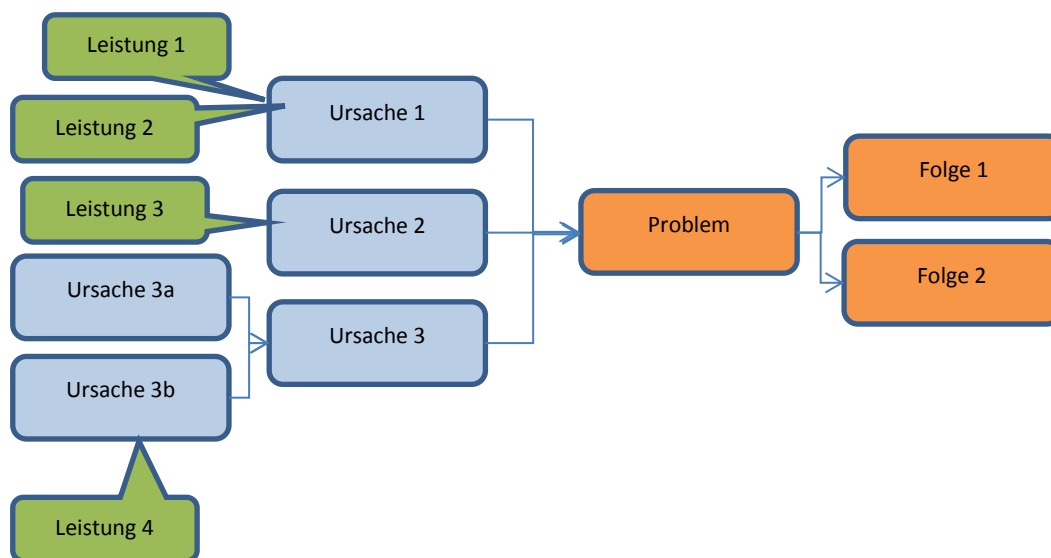 Leistung 1
Leistung 2
Ursache 1
Leistung 3
Ursache 2
Ursache 3a
Ursache 3b
Ursache 3
Leistung 4
Problem
Folge 1
Folge 2